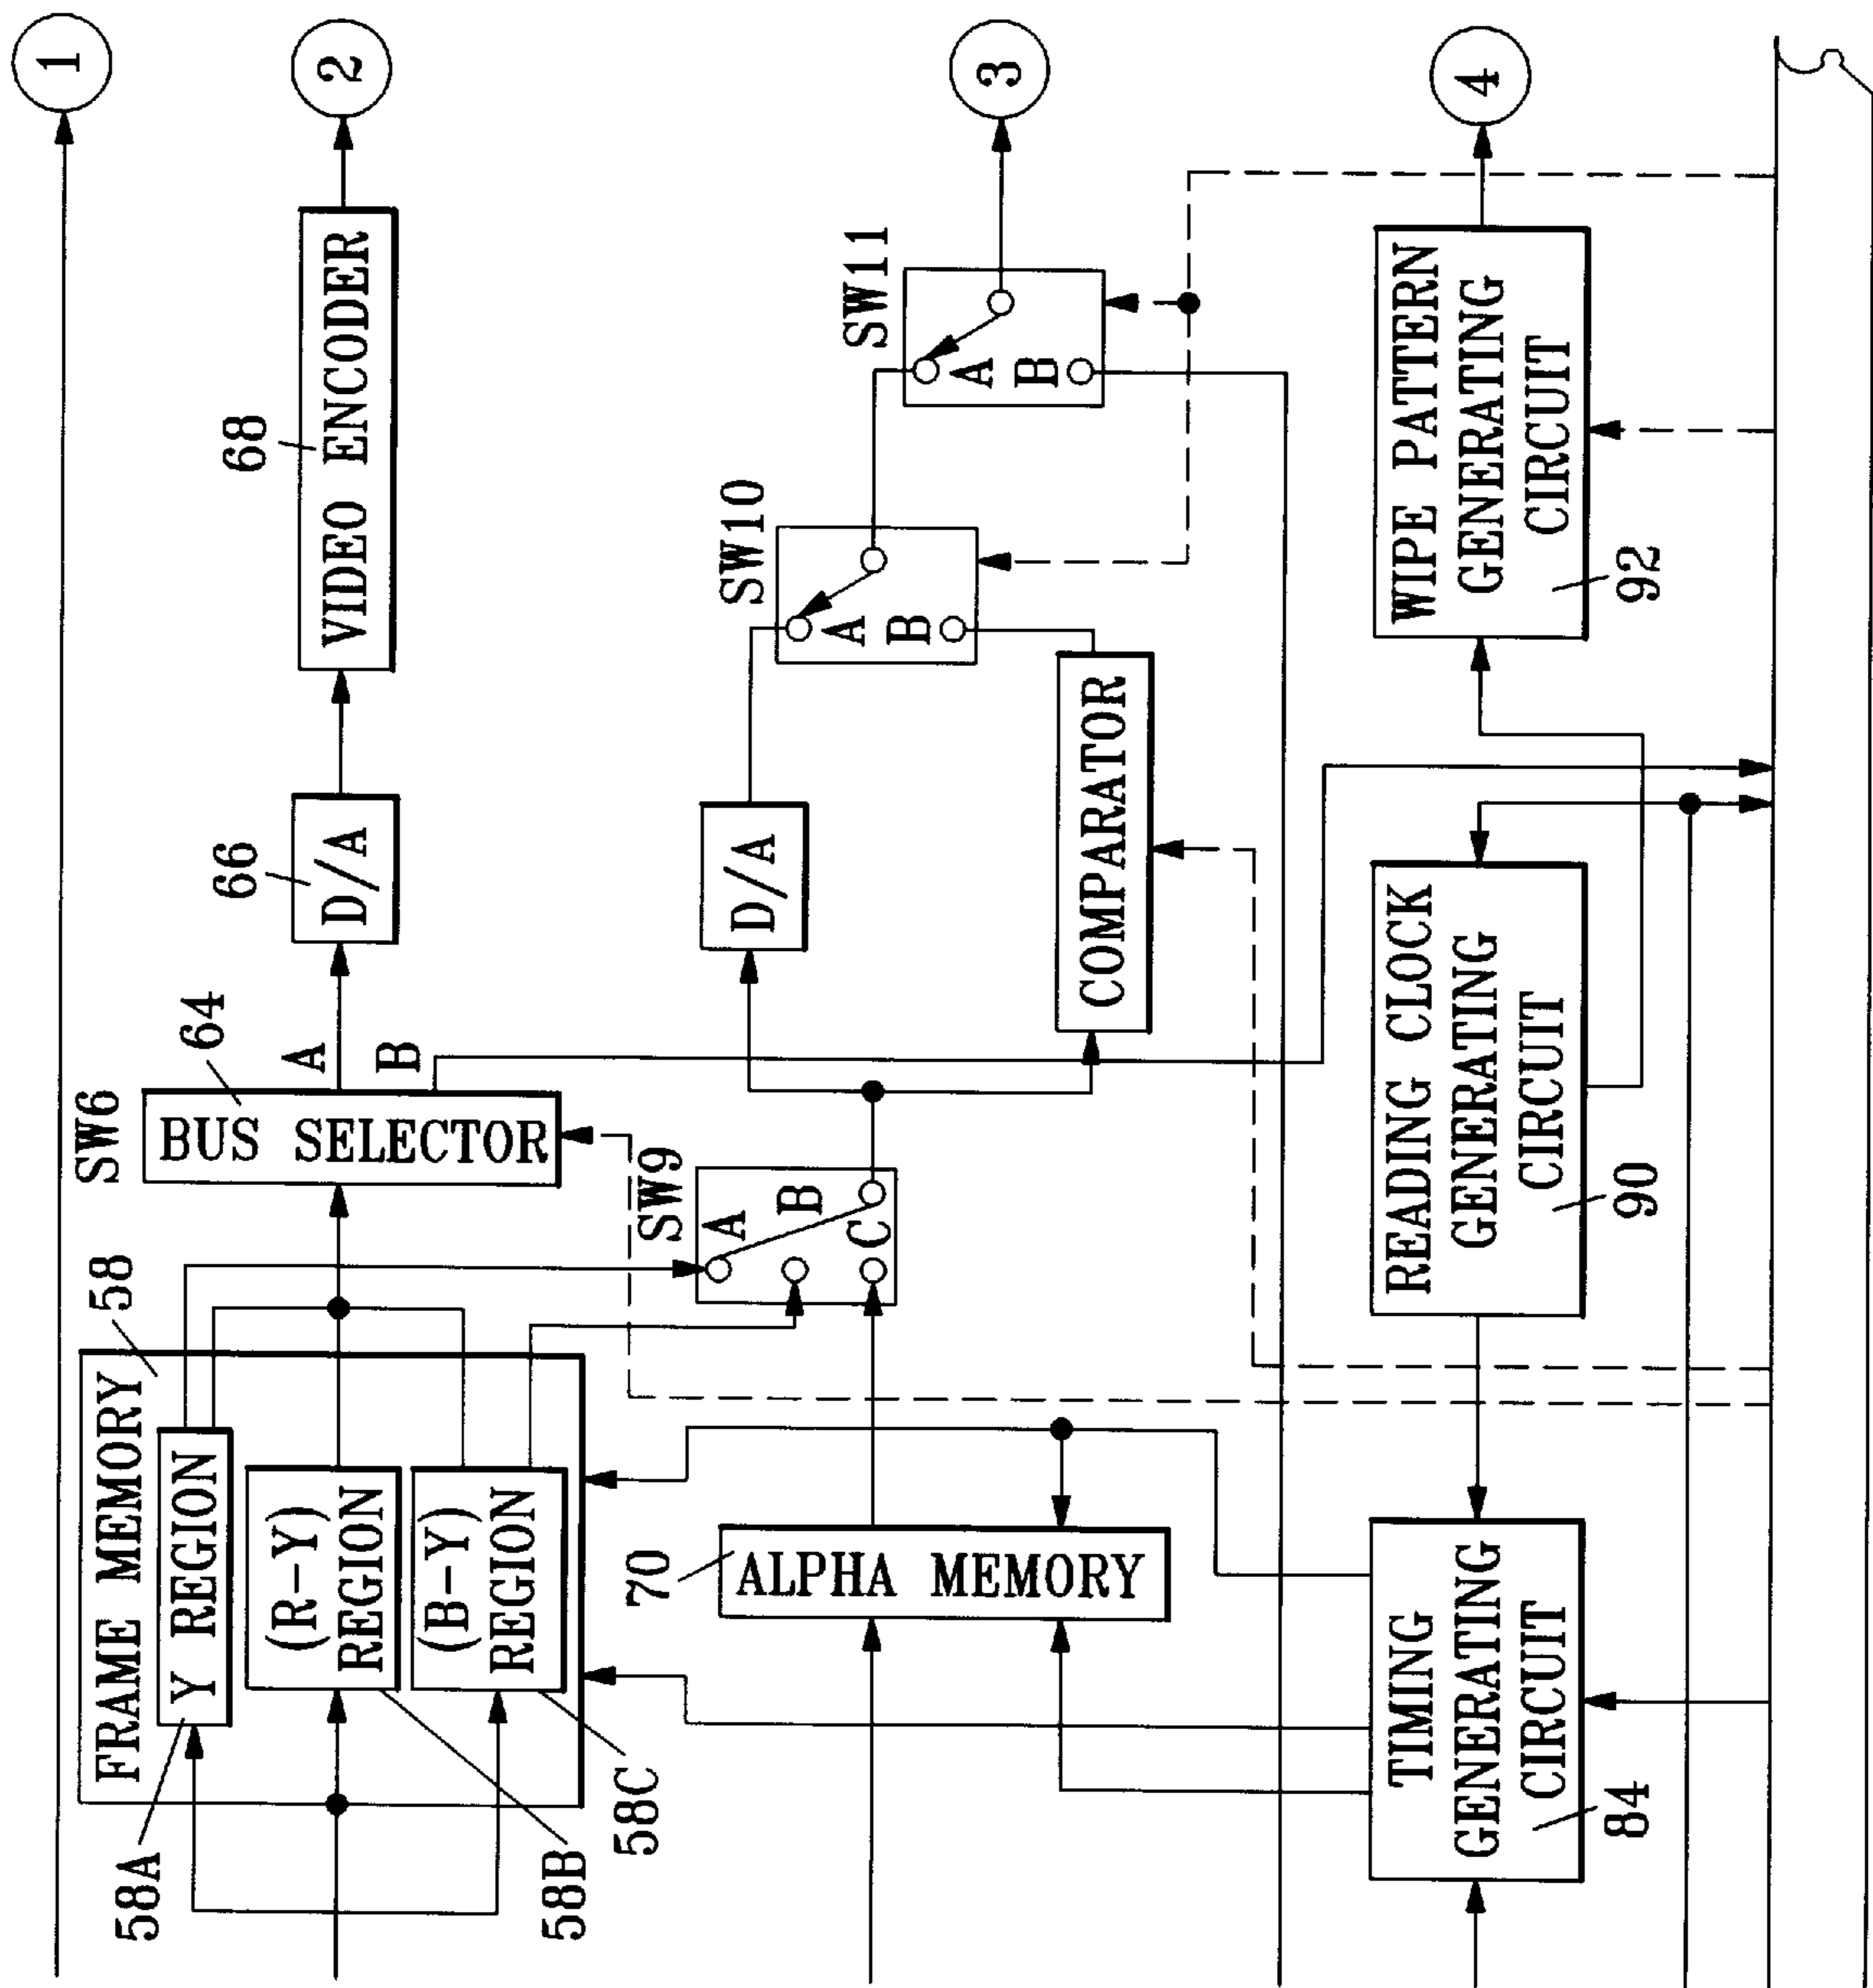 1
2
3
4
FRAME MEMORY
58
58A
Y REGION
(R-Y)
REGION
58B
(B-Y)
REGION
58C
SW6
64
BUS SELECTOR
A
B
66
D/A
68
VIDEO ENCODER
70
ALPHA MEMORY
SW9
A
B
C
D/A
COMPARATOR
SW10
A
B
SW11
A
B
TIMING
GENERATING
CIRCUIT
84
READING CLOCK
GENERATING
CIRCUIT
90
WIPE PATTERN
GENERATING
CIRCUIT
92